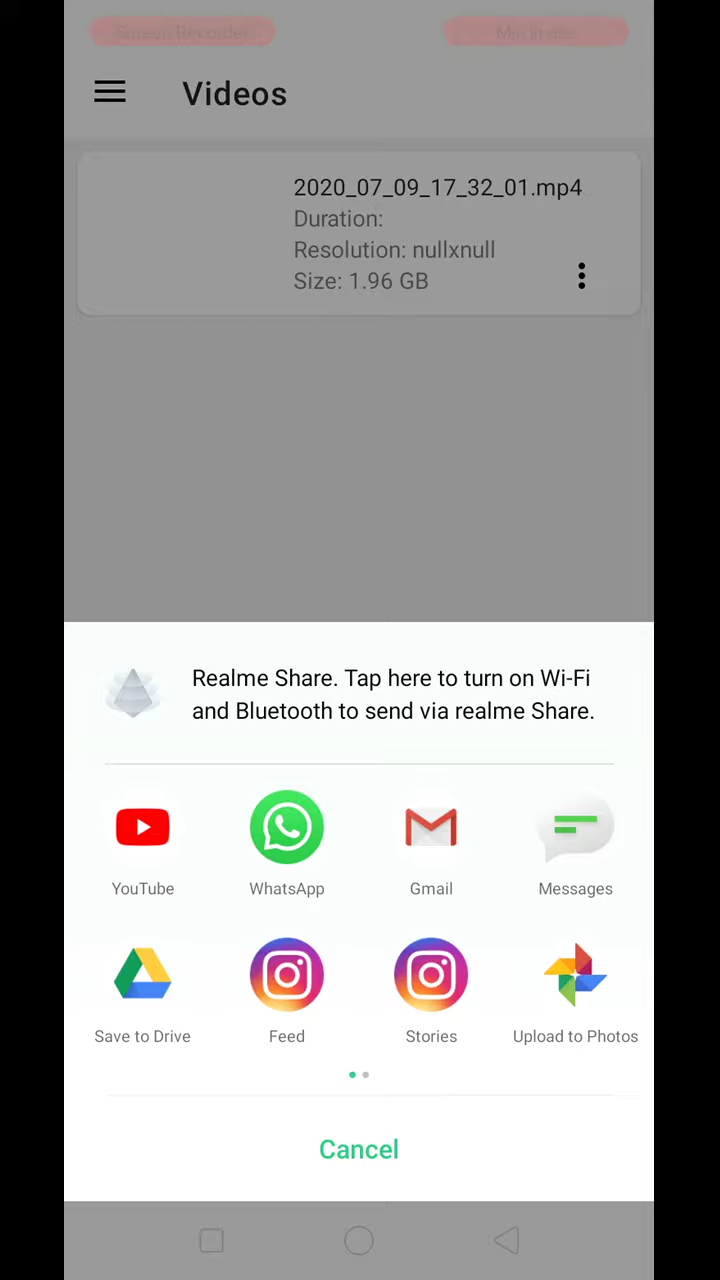 Screen Recorder
Videos
2020_07_09_17_32_01.mp4
Duration:
Resolution: nullxnull
Size: 1.96 GB
Realme Share. Tap here to turn on Wi-Fi
and Bluetooth to send via realme Share.
YouTube
WhatsApp
Gmail
Messages
Save to Drive
Feed
Stories
Upload to Photos
Cancel